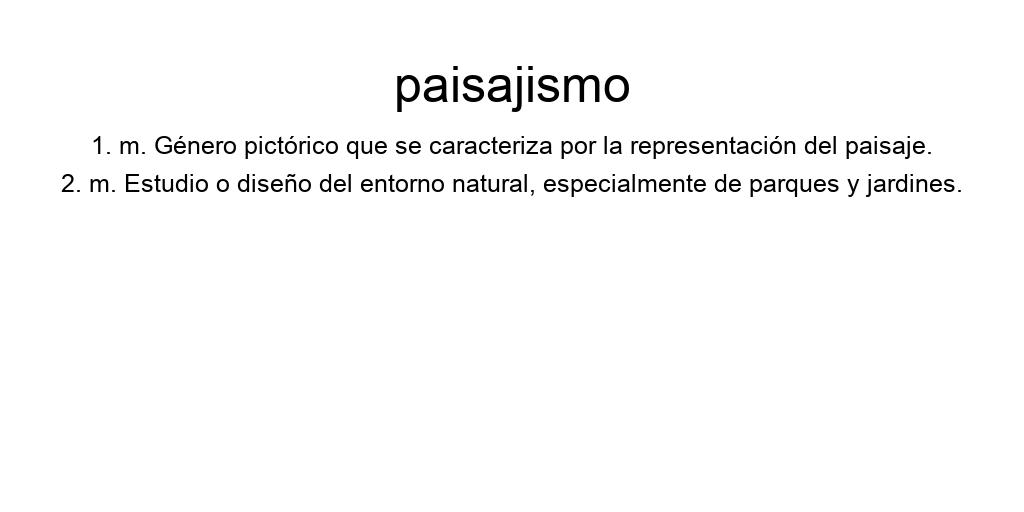 paisajismo
1. m. Género pictórico que se caracteriza por la representación del paisaje.
2. m. Estudio o diseño del entorno natural, especialmente de parques y jardines.